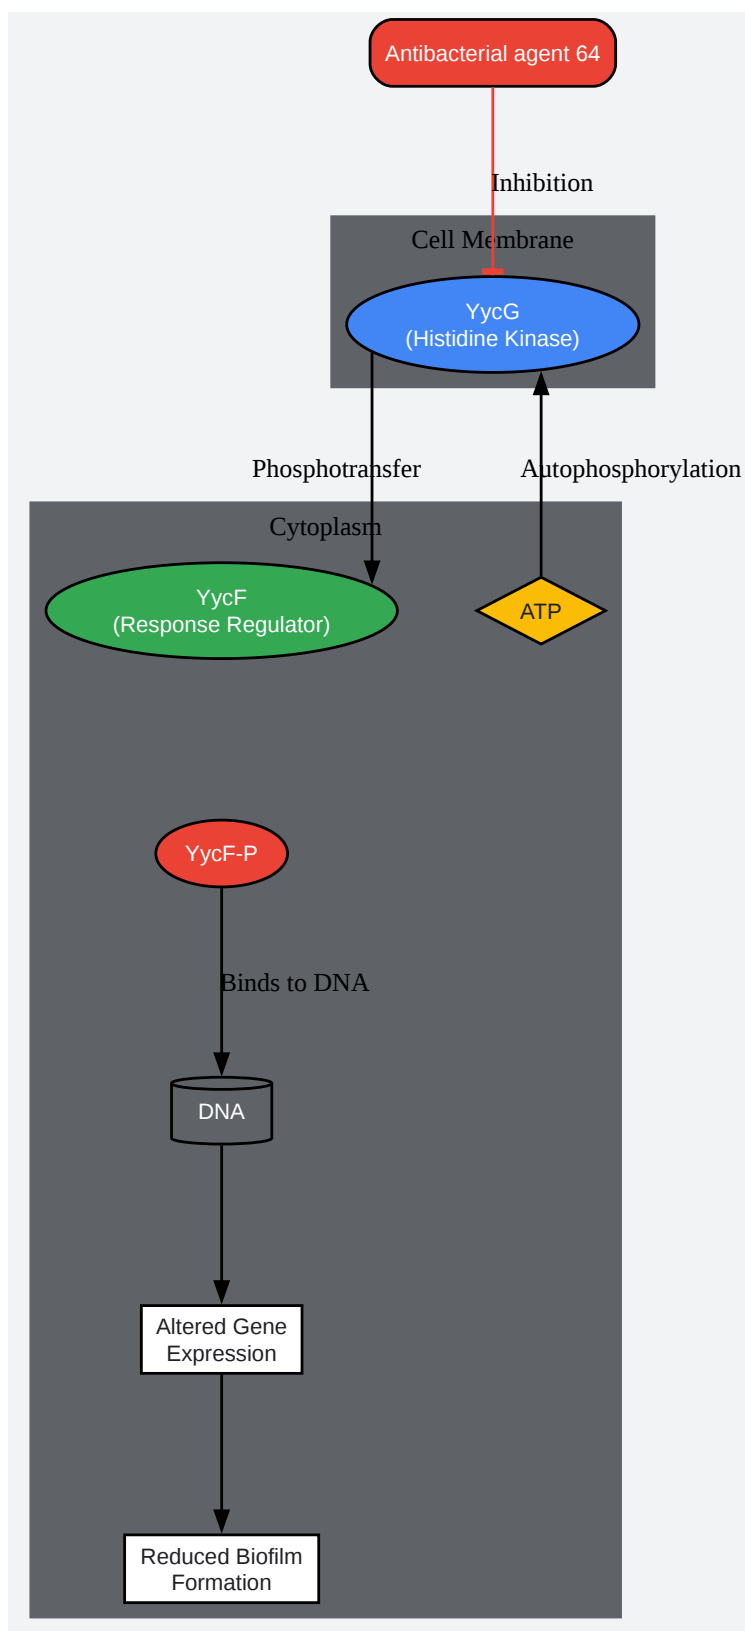 Antibacterial agent 64
Inhibition
Cell Membrane
YycG
(Histidine Kinase)
Phosphotransfer
Autophosphorylation
Cytoplasm
YycF
(Response Regulator)
ATP
YycF-P
Binds to DNA
DNA
Altered Gene
Expression
Reduced Biofilm
Formation